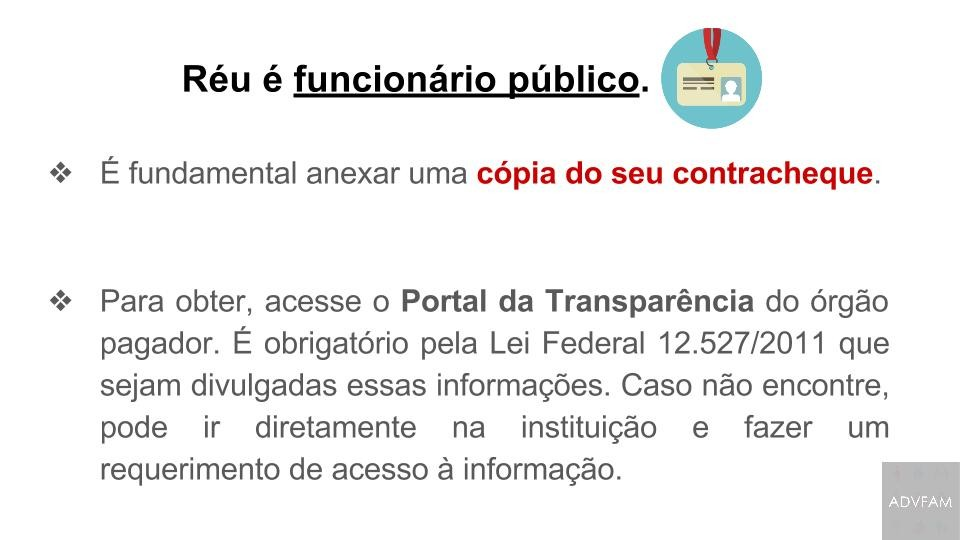 Réu é funcionário público.
❖ É fundamental anexar uma cópia do seu contracheque.
❖ Para obter, acesse o Portal da Transparência do órgão
pagador. É obrigatório pela Lei Federal 12.527/2011 que
sejam divulgadas essas informações. Caso não encontre,
pode ir diretamente na instituição e fazer um
requerimento de acesso à informação.
ADVFAM